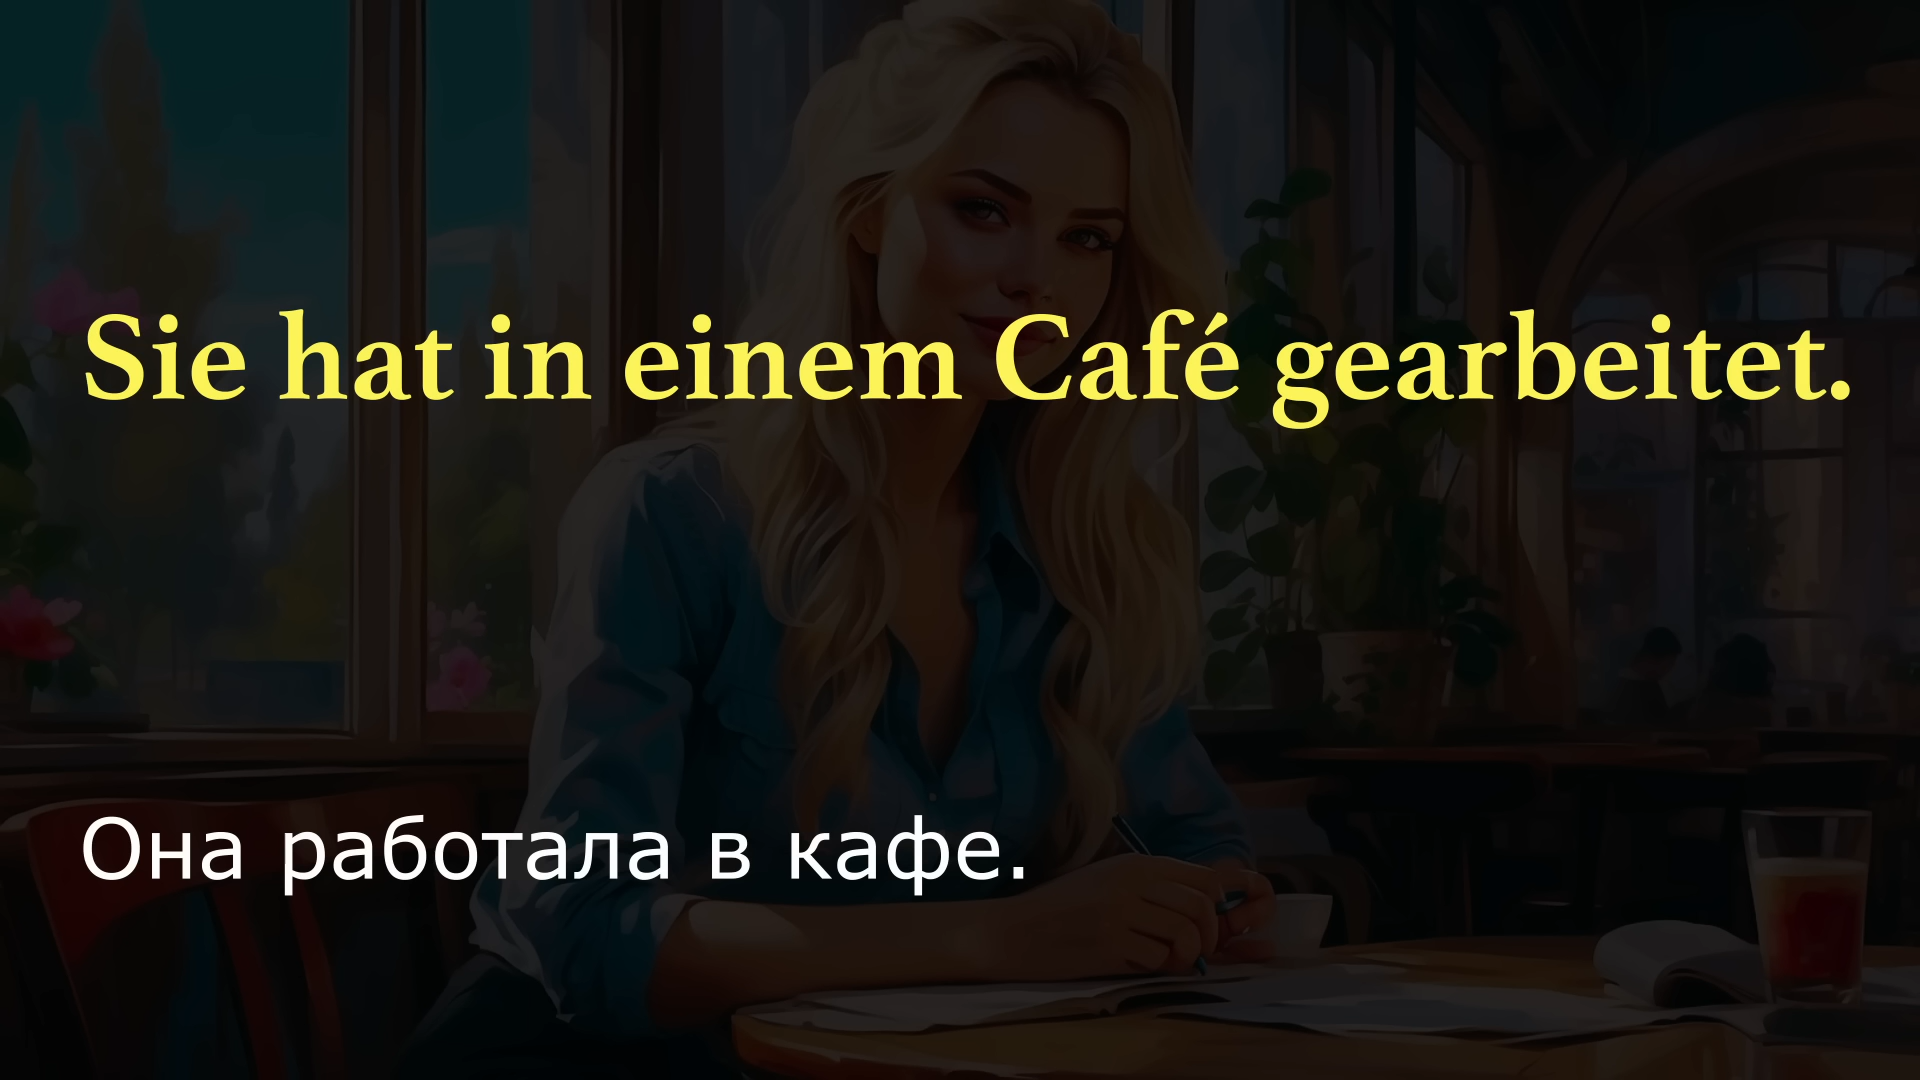 Sie hat in einem Café gearbeitet.
Она работала в кафе.